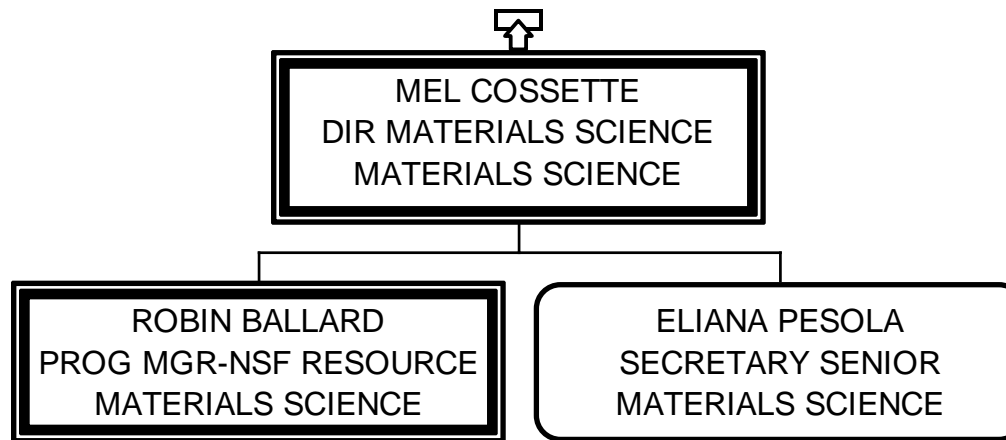 MEL COSSETTE
DIR MATERIALS SCIENCE
MATERIALS SCIENCE
ROBIN BALLARD
PROG MGR-NSF RESOURCE
MATERIALS SCIENCE
ELIANA PESOLA
SECRETARY SENIOR
MATERIALS SCIENCE